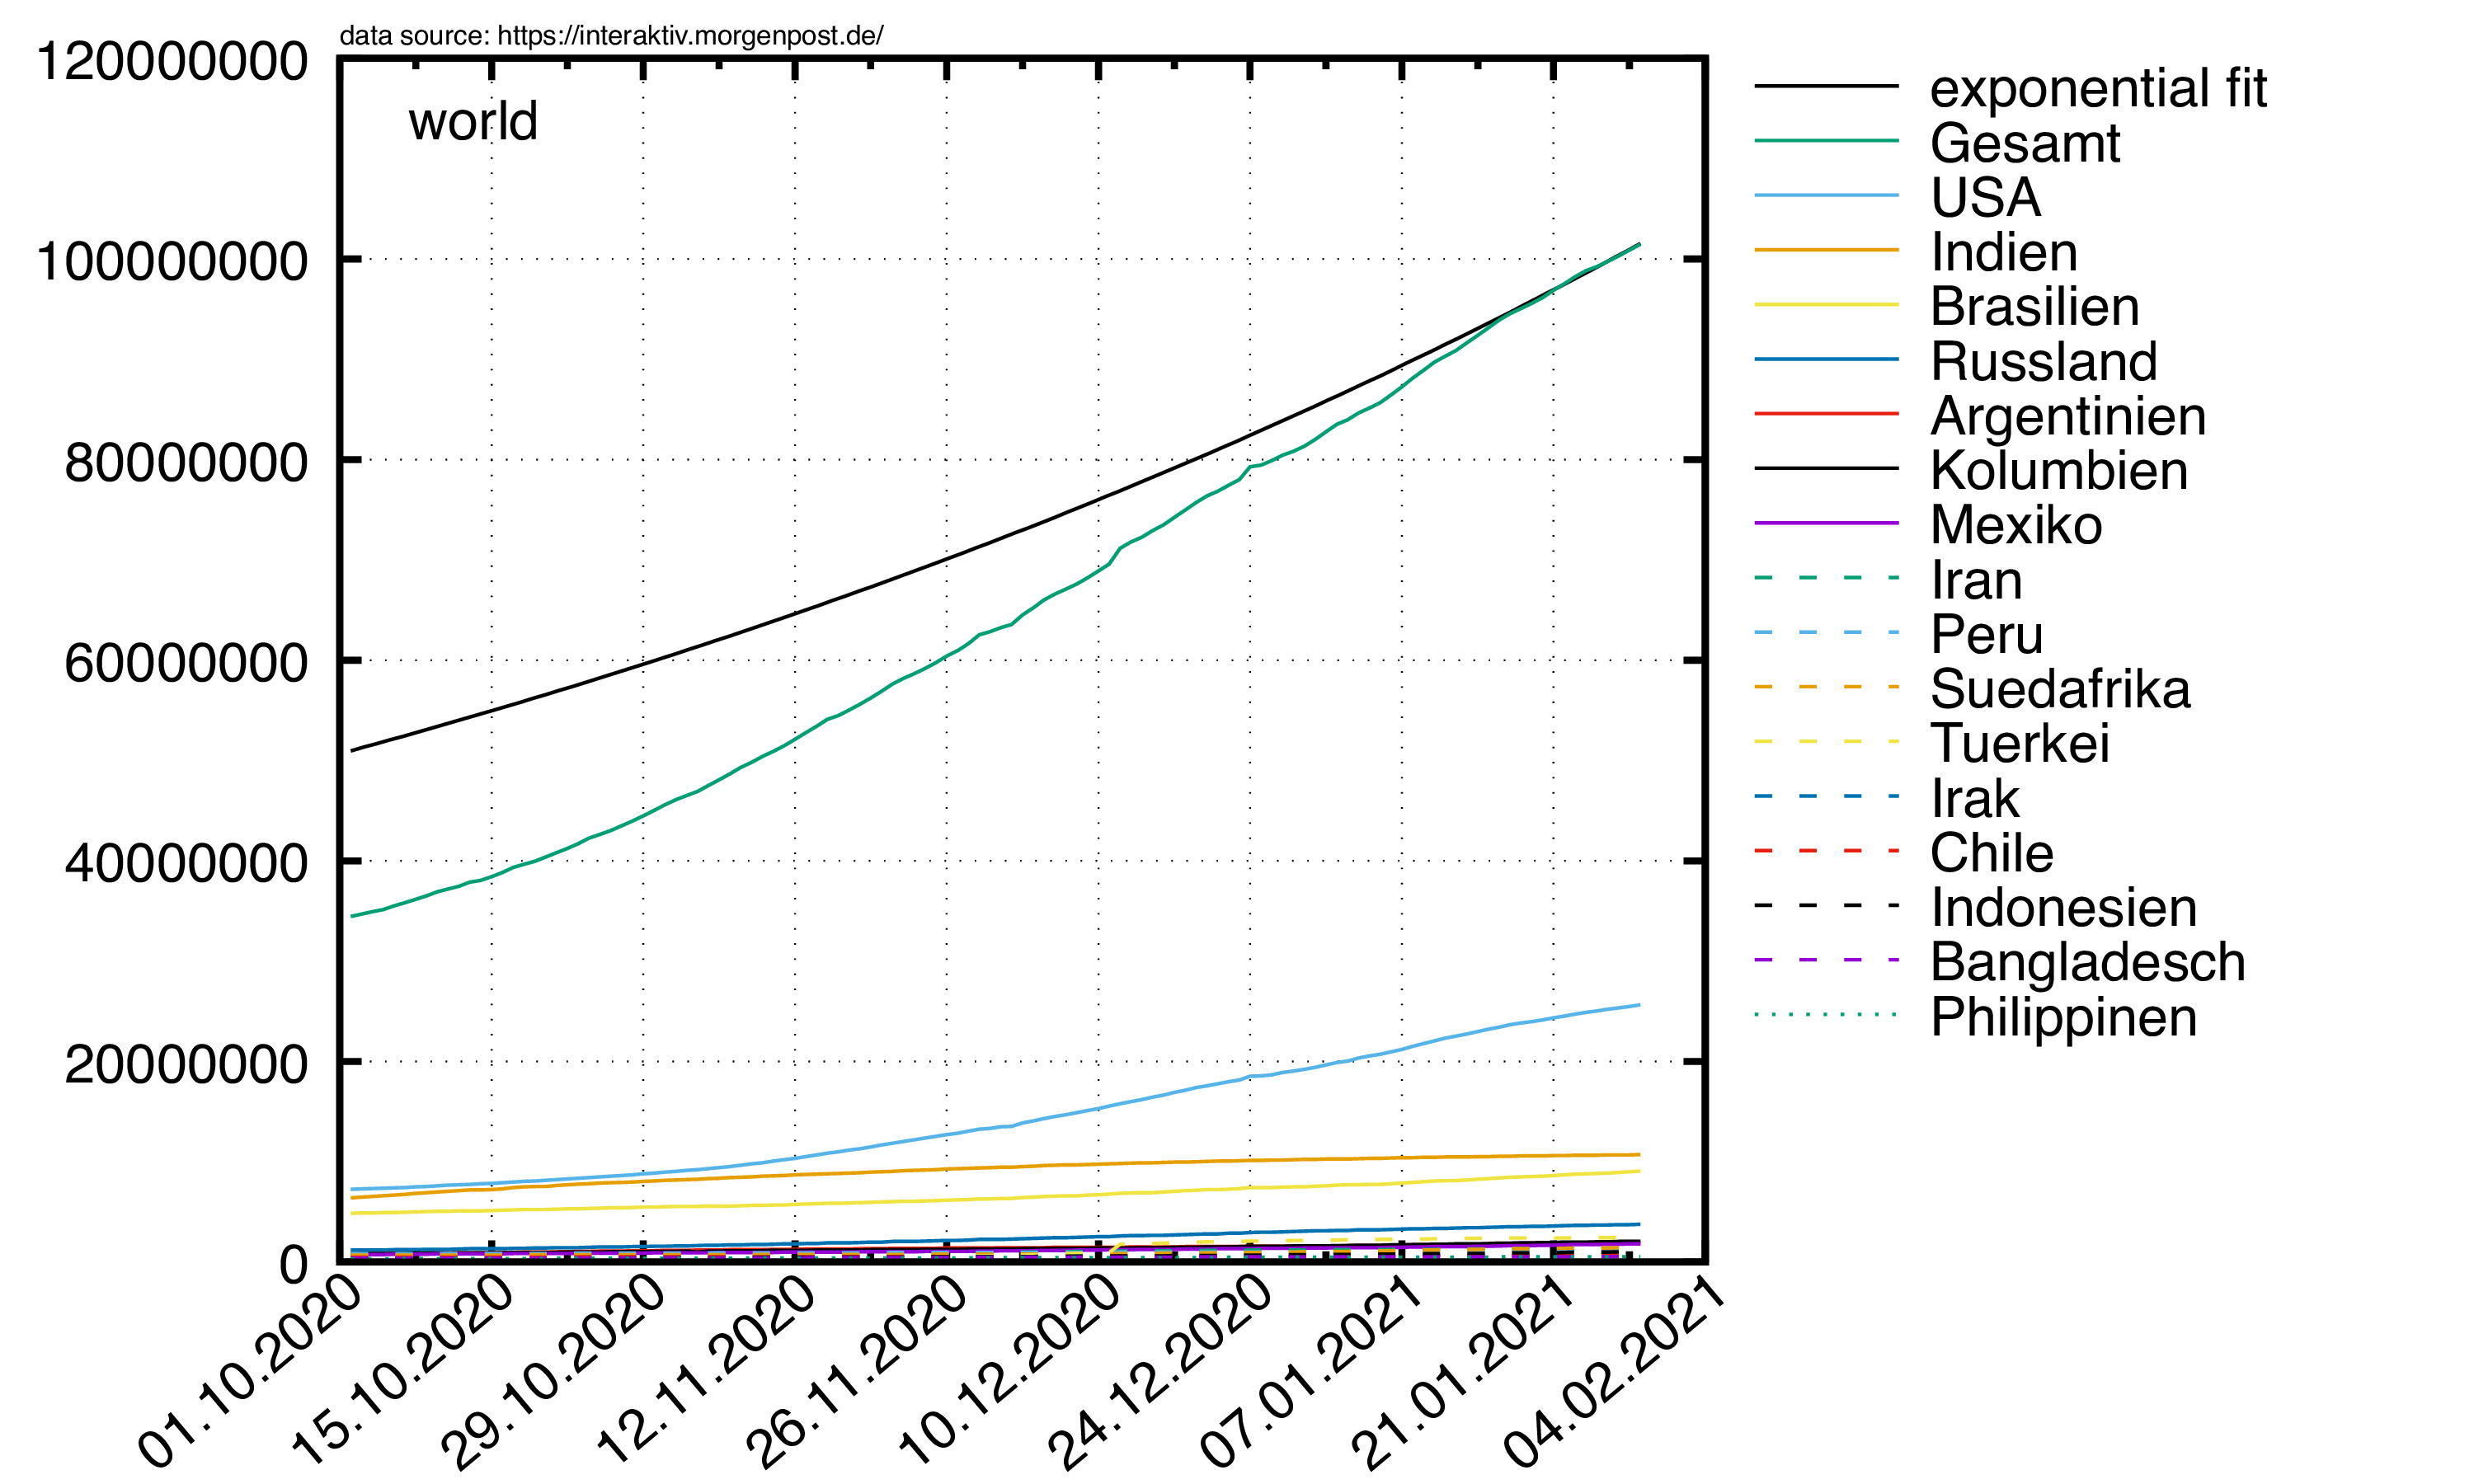 data source: https://interaktiv.morgenpost.de/
world
120000000
100000000
80000000
60000000
40000000
20000000
0
01.10.2020
15.10.2020
29.10.2020
12.11.2020
26.11.2020
10.12.2020
24.12.2020
07.01.2021
21.01.2021
04.02.2021
exponential fit
Gesamt
USA
Indien
Brasilien
Russland
Argentinien
Kolumbien
Mexiko
Iran
Peru
Suedafrika
Tuerkei
Irak
Chile
Indonesien
Bangladesch
Philippinen